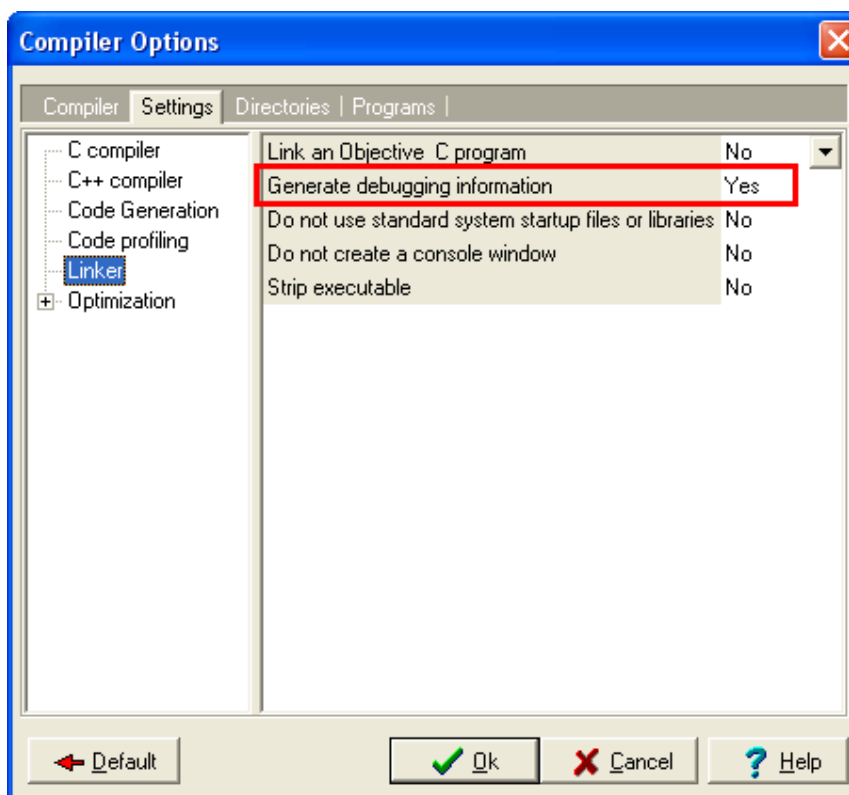 Compiler Options
Compiler Settings Directories | Programs |
C compiler
C++ compiler
Code Generation
Code profiling
Linker
Optimization
Link an Objective C program No
Generate debugging information Yes
Do not use standard system startup files or libraries No
Do not create a console window No
Strip executable No
Default Ok Cancel ? Help